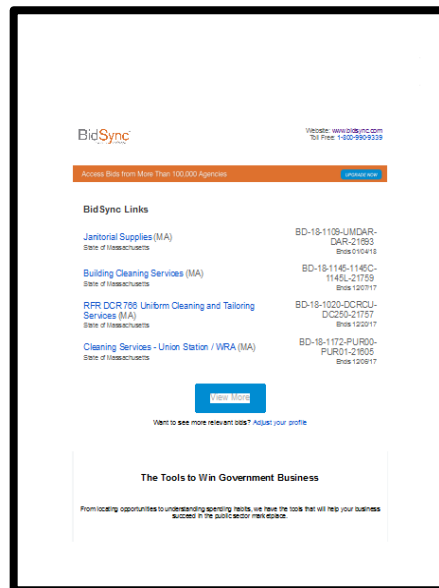 BidSync
Website: www.bidsync.com
Toll Free: 1-800-990-9339
Access Bids from More Than 100,000 Agencies
UPGRADE NOW
BidSync Links
Janitorial Supplies (MA)
State of Massachusetts
BD-18-1109-UMDAR-
DAR-21693
Ends 01/04/18
Building Cleaning Services (MA)
State of Massachusetts
BD-18-1145-1145C-
1145L-21759
Ends 12/07/17
RFR DCR 766 Uniform Cleaning and Tailoring
Services (MA)
State of Massachusetts
BD-18-1020-DCRCU-
DC250-21757
Ends 12/20/17
Cleaning Services - Union Station / WRA (MA)
State of Massachusetts
BD-18-1172-PUR00-
PUR01-21605
Ends 12/06/17
View More
Want to see more relevant bids? Adjust your profile
The Tools to Win Government Business
From locating opportunities to understanding spending habits, we have the tools that will help your business
succeed in the public sector marketplace.